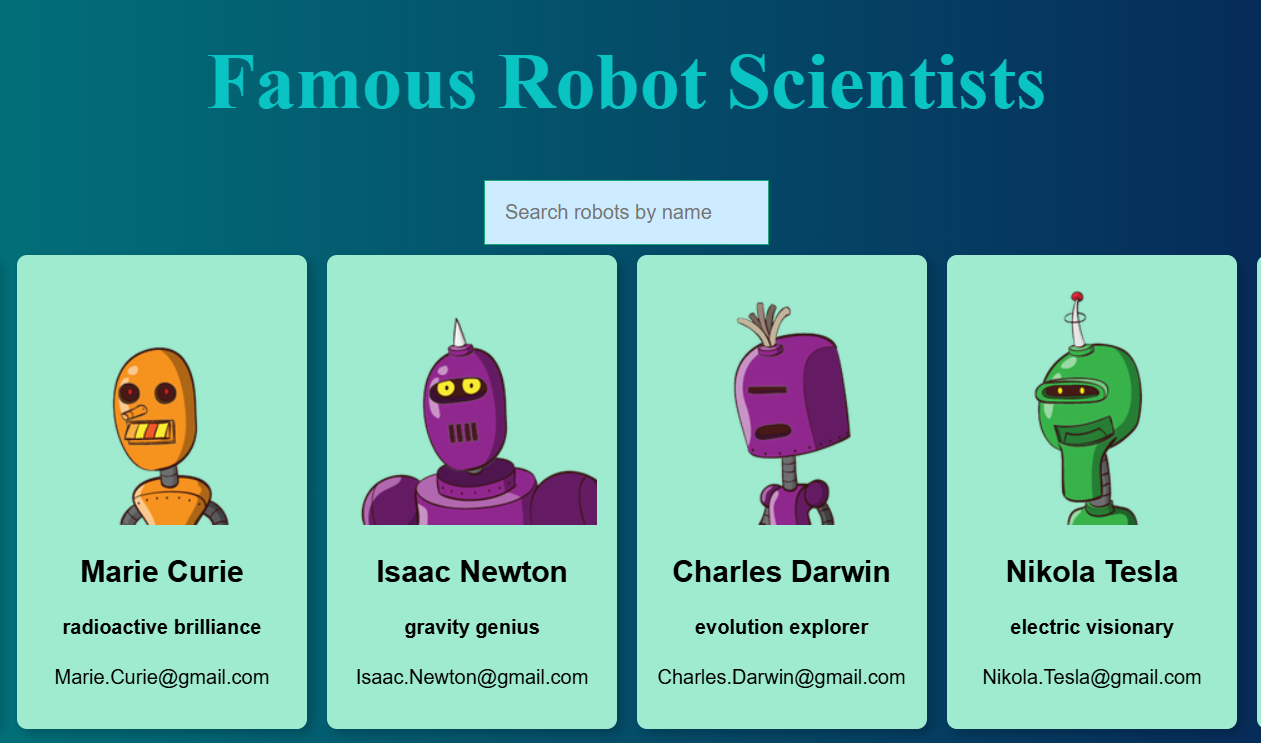 Famous Robot Scientists
Search robots by name
Marie Curie
radioactive brilliance
Marie.Curie@gmail.com
Isaac Newton
gravity genius
Isaac.Newton@gmail.com
Charles Darwin
evolution explorer
Charles.Darwin@gmail.com
Nikola Tesla
electric visionary
Nikola.Tesla@gmail.com